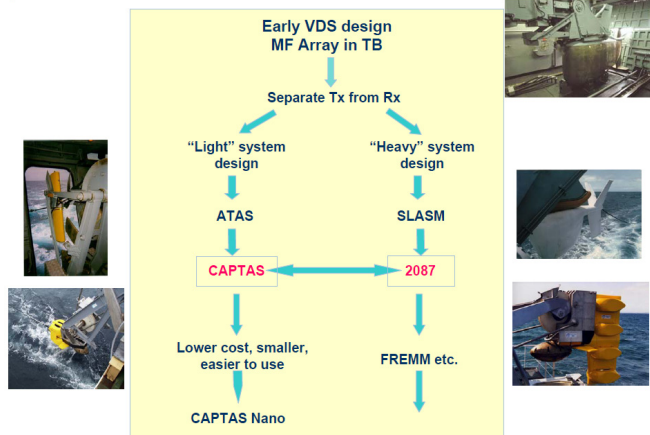 Early VDS design
MF Array in TB
Separate Tx from Rx
“Light” system
design
“Heavy” system
design
ATAS
SLASM
CAPTAS
2087
Lower cost, smaller,
easier to use
FREMM etc.
CAPTAS Nano